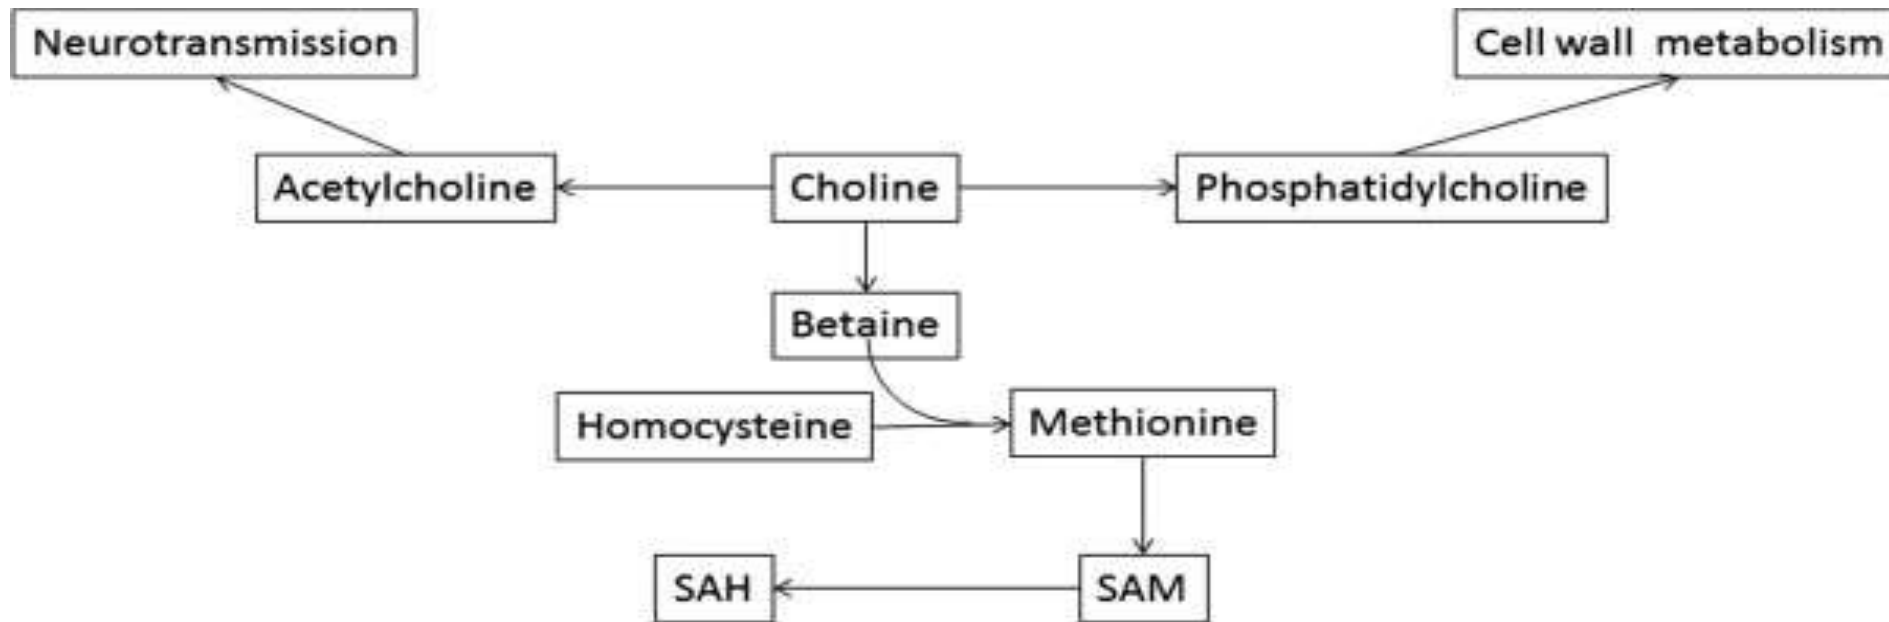 Neurotransmission
Cell wall metabolism
Acetylcholine
Choline
Phosphatidylcholine
Betaine
Homocysteine
Methionine
SAH
SAM